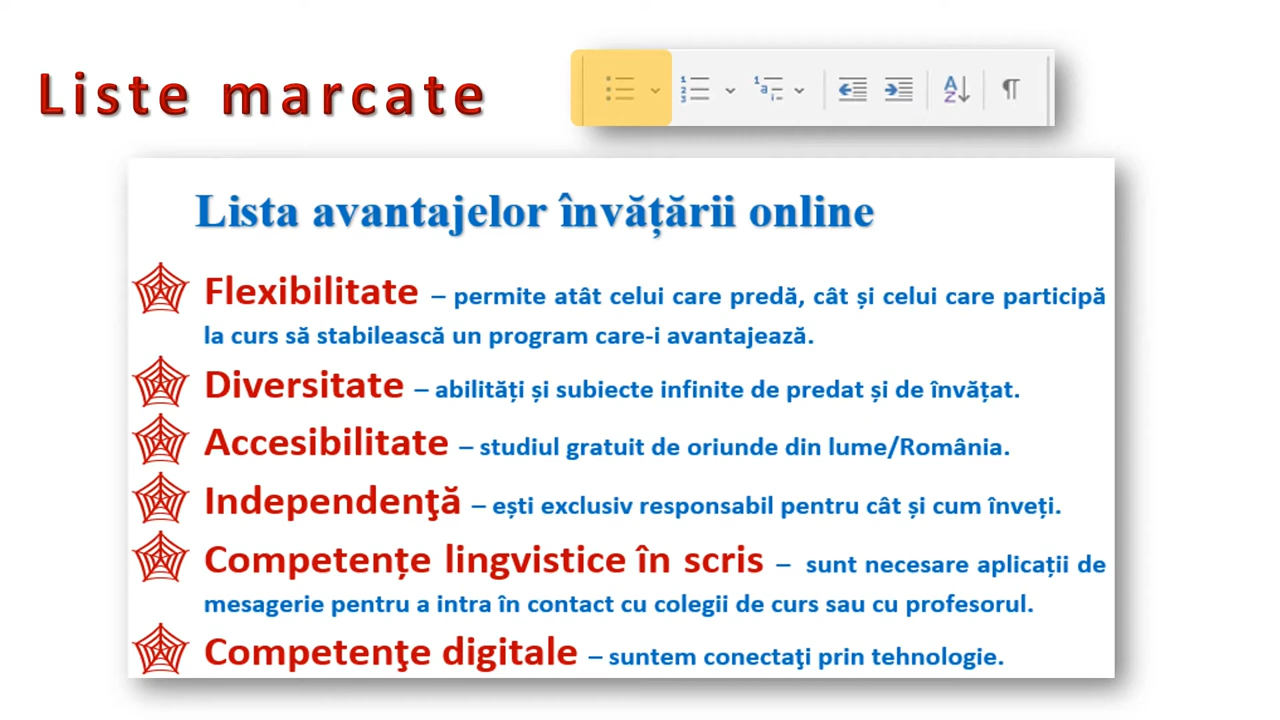 Liste marcate
Lista avantajelor învățării online
Flexibilitate – permite atât celui care predă, cât și celui care participă
la curs să stabilească un program care-i avantajează.
Diversitate – abilități și subiecte infinite de predat și de învățat.
Accesibilitate – studiul gratuit de oriunde din lume/România.
Independenţă – ești exclusiv responsabil pentru cât și cum înveți.
Competențe lingvistice în scris – sunt necesare aplicații de
mesagerie pentru a intra în contact cu colegii de curs sau cu profesorul.
Competenţe digitale – suntem conectaţi prin tehnologie.